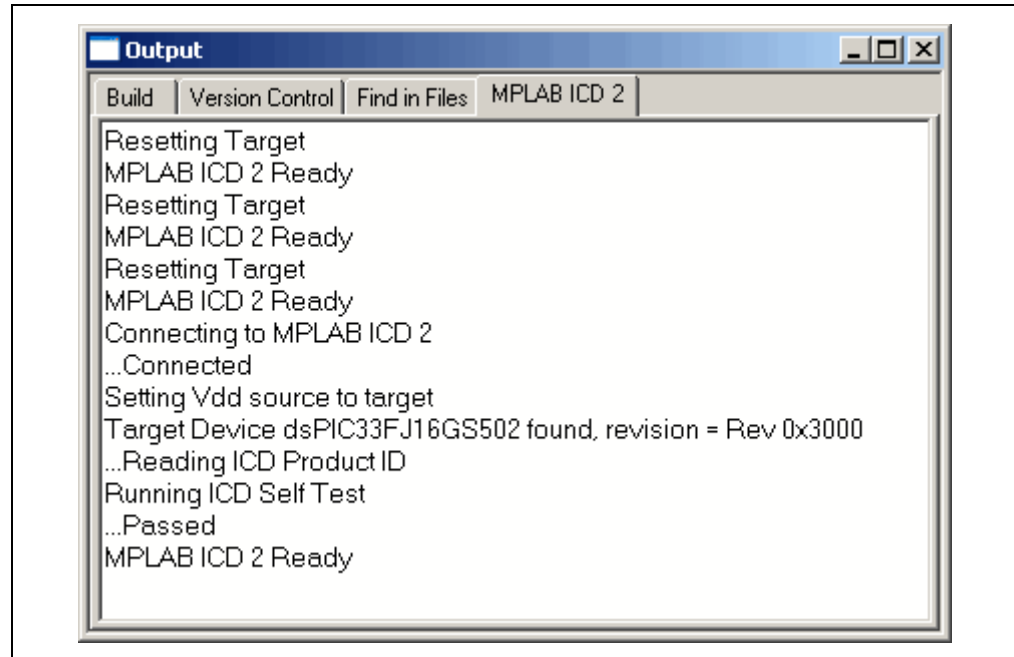 Output
Build Version Control Find in Files MPLAB ICD 2
Resetting Target
MPLAB ICD 2 Ready
Resetting Target
MPLAB ICD 2 Ready
Resetting Target
MPLAB ICD 2 Ready
Connecting to MPLAB ICD 2
...Connected
Setting Vdd source to target
Target Device dsPIC33FJ16GS502 found, revision = Rev 0x3000
...Reading ICD Product ID
Running ICD Self Test
...Passed
MPLAB ICD 2 Ready